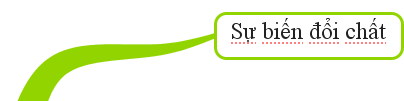 Sự biến đổi chất